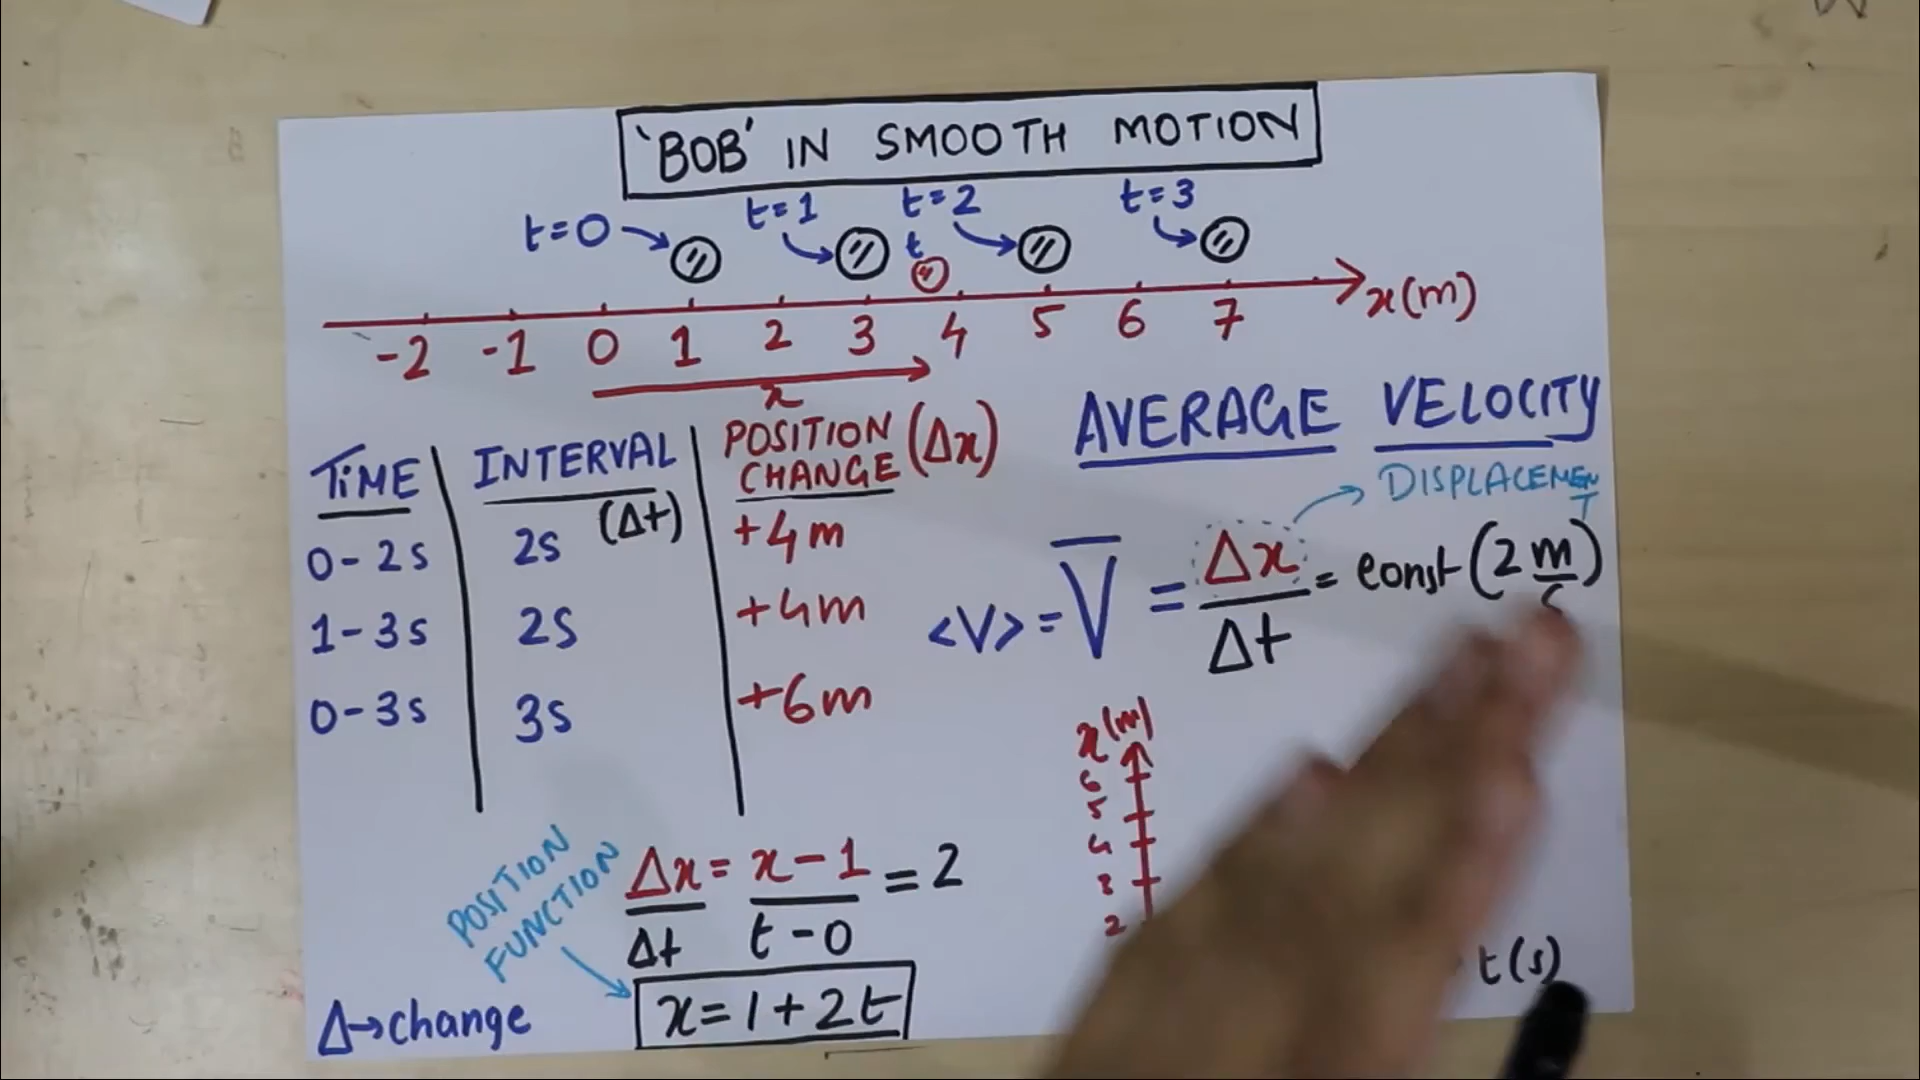 'BOB' IN SMOOTH MOTION
t=0 t=1 t=2 t=3
t
-2 -1 0 1 2 3 4 5 6 7 x(m)
x
AVERAGE VELOCITY
TIME INTERVAL (Δt) POSITION CHANGE (Δx)
0-2s 2s +4m
1-3s 2s +4m
0-3s 3s +6m
DISPLACEMENT
<V> = V̅ = Δx/Δt = const (2 m/s)
x(m)
6
5
4
3
2
t(s)
POSITION FUNCTION
Δx/Δt = x-1/t-0 = 2
x=1+2t
Δ→change